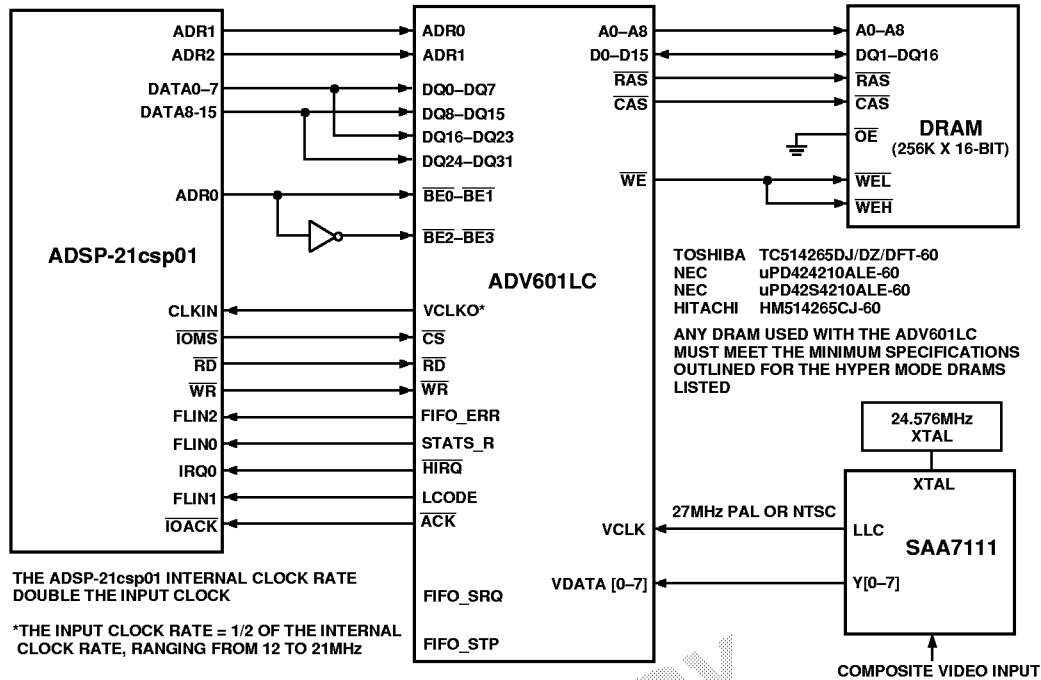 ADSP-21csp01
ADR1
ADR2
DATA0–7
DATA8-15
ADR0
CLKIN
IOMS
RD
WR
FLIN2
FLIN0
IRQ0
FLIN1
IOACK
ADV601LC
ADR0
ADR1
DQ0–DQ7
DQ8–DQ15
DQ16–DQ23
DQ24–DQ31
BE0–BE1
BE2–BE3
VCLKO*
CS
RD
WR
FIFO_ERR
STATS_R
HIRQ
LCODE
ACK
FIFO_SRQ
FIFO_STP
A0–A8
D0–D15
RAS
CAS
WE
VCLK
VDATA [0–7]
A0–A8
DQ1–DQ16
RAS
CAS
OE
WEL
WEH
DRAM
(256K X 16-BIT)
TOSHIBA TC514265DJ/DZ/DFT-60
NEC uPD424210ALE-60
NEC uPD42S4210ALE-60
HITACHI HM514265CJ-60
ANY DRAM USED WITH THE ADV601LC
MUST MEET THE MINIMUM SPECIFICATIONS
OUTLINED FOR THE HYPER MODE DRAMS
LISTED
24.576MHz
XTAL
XTAL
27MHz PAL OR NTSC
LLC
SAA7111
Y[0–7]
COMPOSITE VIDEO INPUT
THE ADSP-21csp01 INTERNAL CLOCK RATE
DOUBLE THE INPUT CLOCK
*THE INPUT CLOCK RATE = 1/2 OF THE INTERNAL
CLOCK RATE, RANGING FROM 12 TO 21MHz